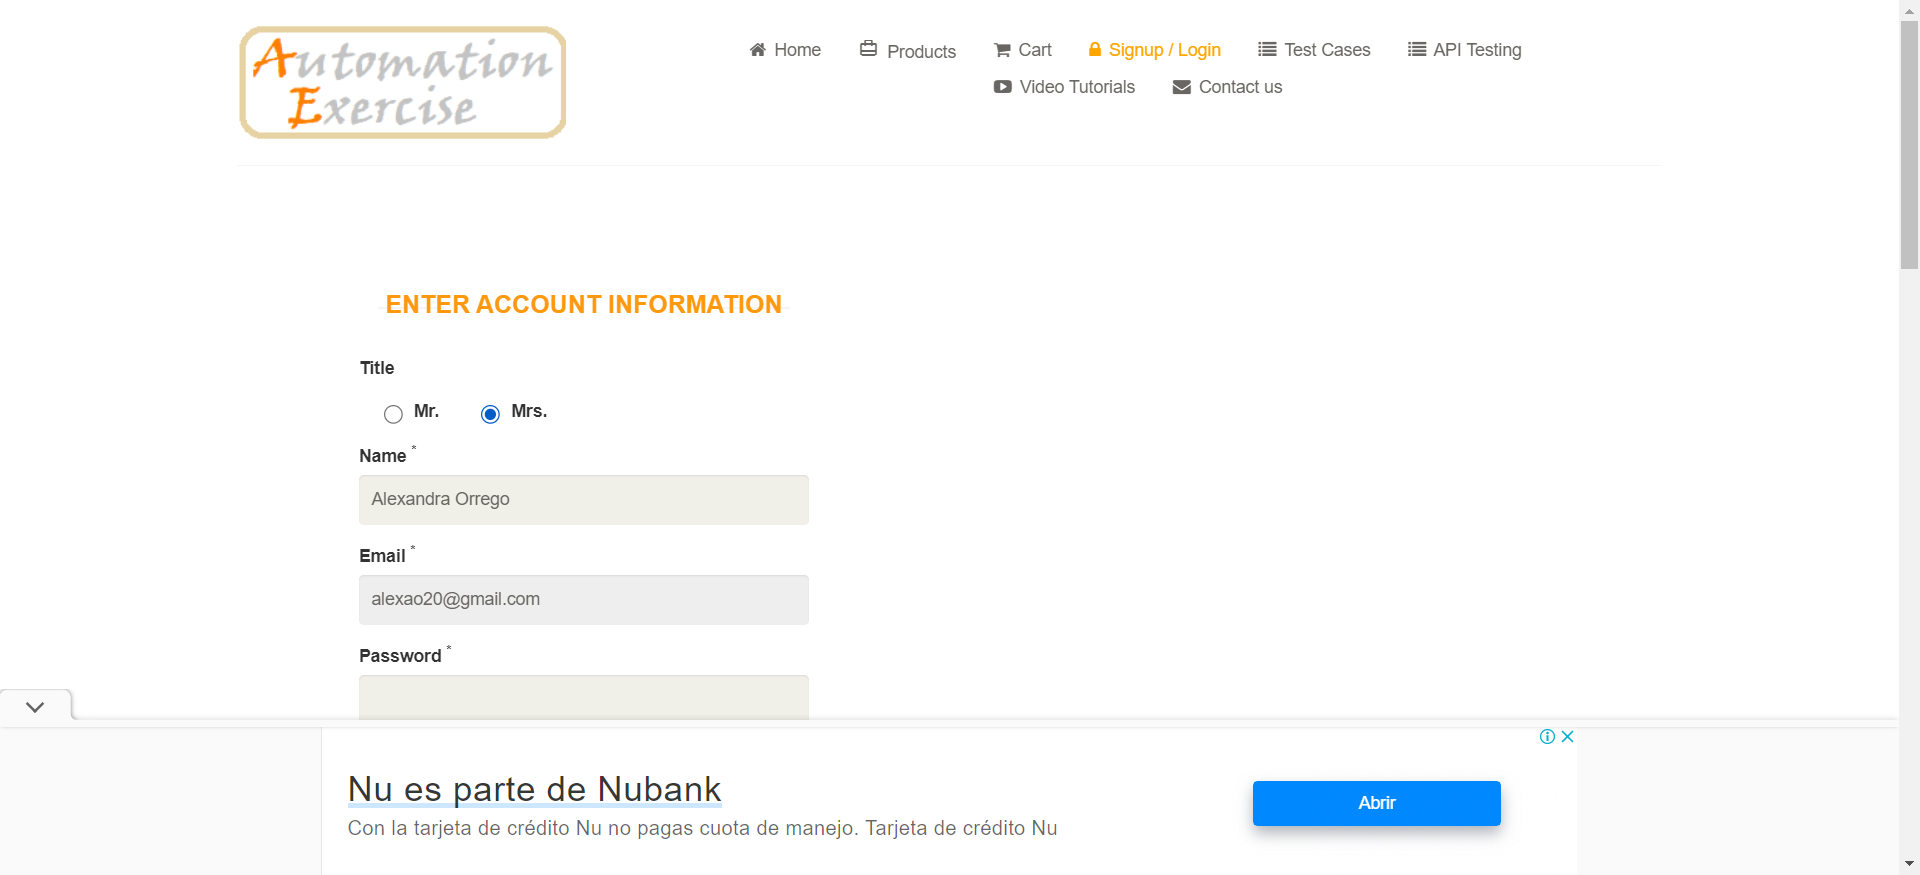 Automation
Exercise
Home Products Cart Signup / Login Test Cases API Testing
Video Tutorials Contact us
ENTER ACCOUNT INFORMATION
Title
Mr. Mrs.
Name *
Alexandra Orrego
Email *
alexao20@gmail.com
Password *
Nu es parte de Nubank
Con la tarjeta de crédito Nu no pagas cuota de manejo. Tarjeta de crédito Nu
Abrir